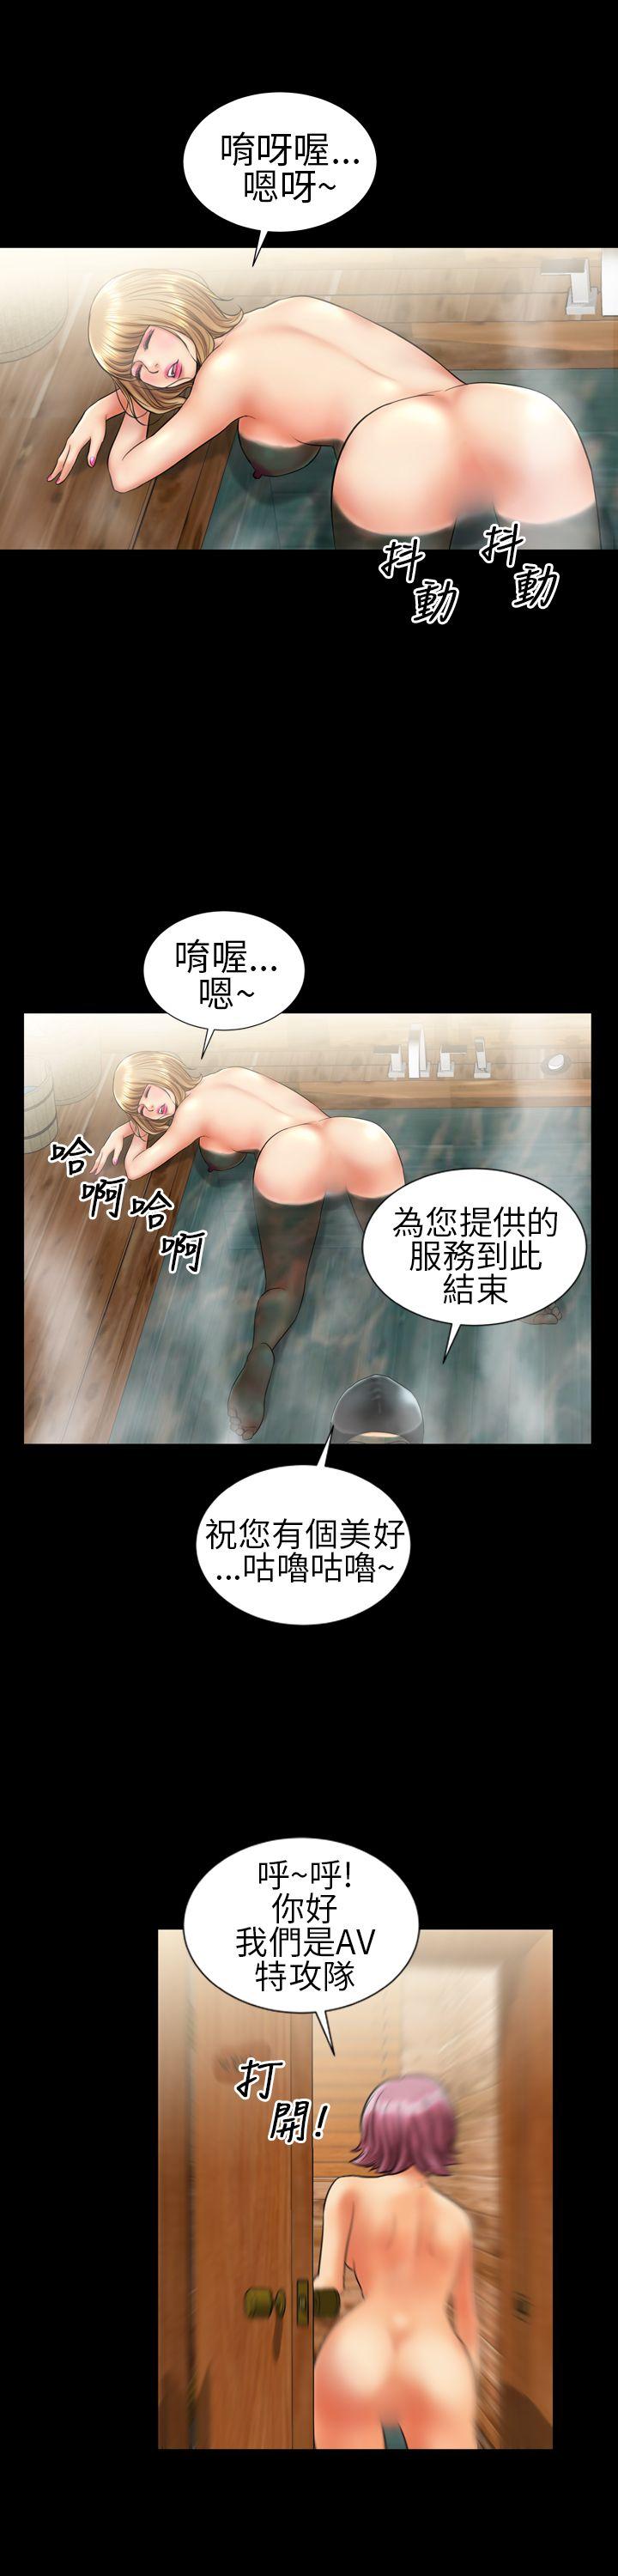 唷呀喔...
嗯呀~
抖動
抖動
唷喔...
嗯~
哈啊哈啊
為您提供的
服務到此
結束
祝您有個美好
...咕嚕咕嚕~
呼~呼!
你好
我們是AV
特攻隊
打開!